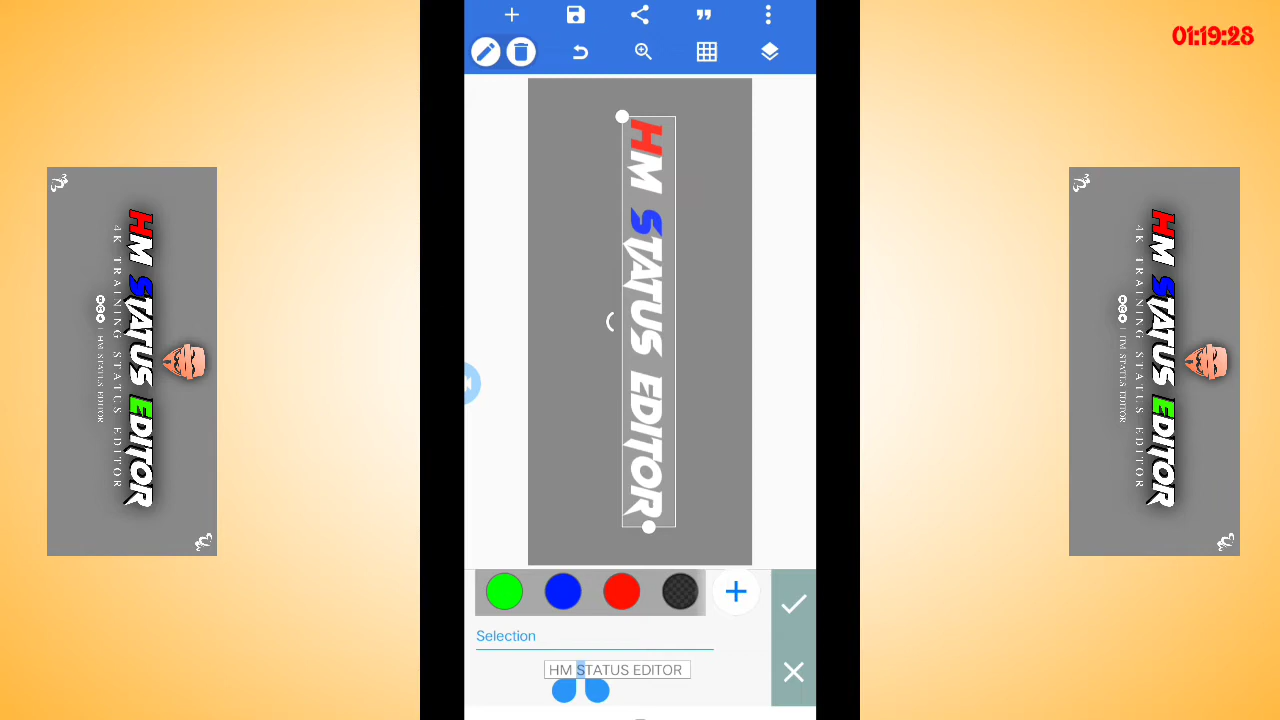 01:19:28
HM STATUS EDITOR
4K TRAINING STATUS EDITOR
| HM STATUS EDITOR
HM STATUS EDITOR
Selection
HM STATUS EDITOR
HM STATUS EDITOR
4K TRAINING STATUS EDITOR
| HM STATUS EDITOR